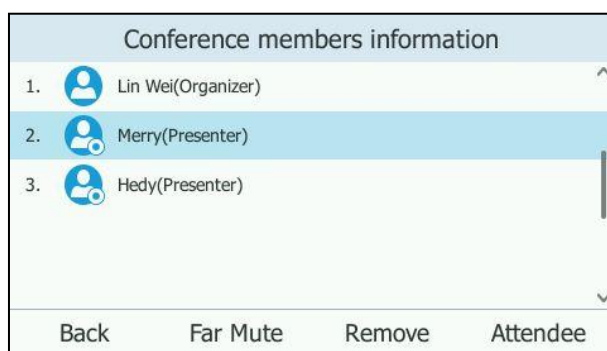 Conference members information
1. Lin Wei(Organizer)
2. Merry(Presenter)
3. Hedy(Presenter)
Back Far Mute Remove Attendee